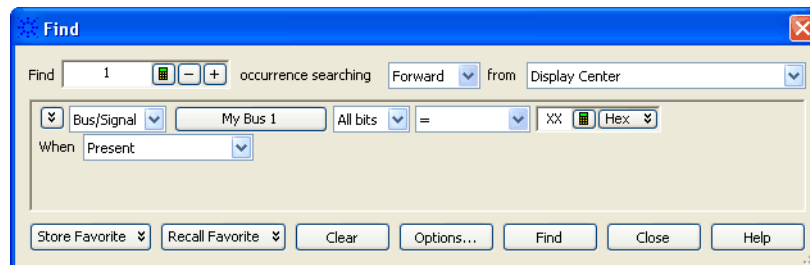 Find
Find 1 - + occurrence searching Forward from Display Center
Bus/Signal My Bus 1 All bits = XX Hex
When Present
Store Favorite Recall Favorite Clear Options... Find Close Help